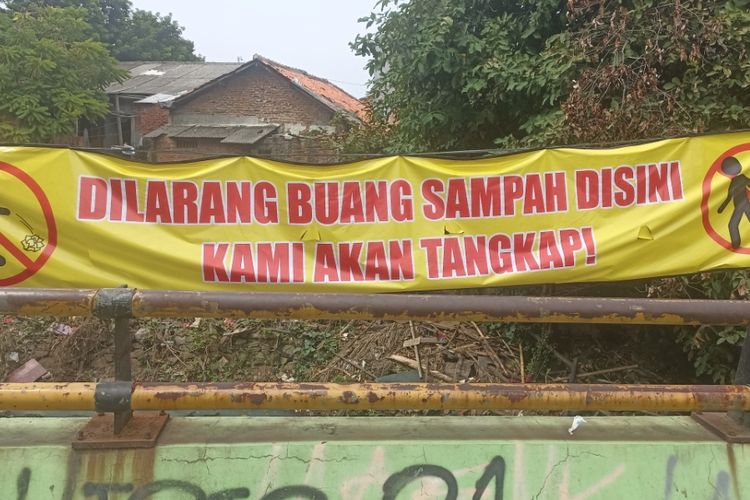 DILARANG BUANG SAMPAH DISINI
KAMI AKAN TANGKAP!